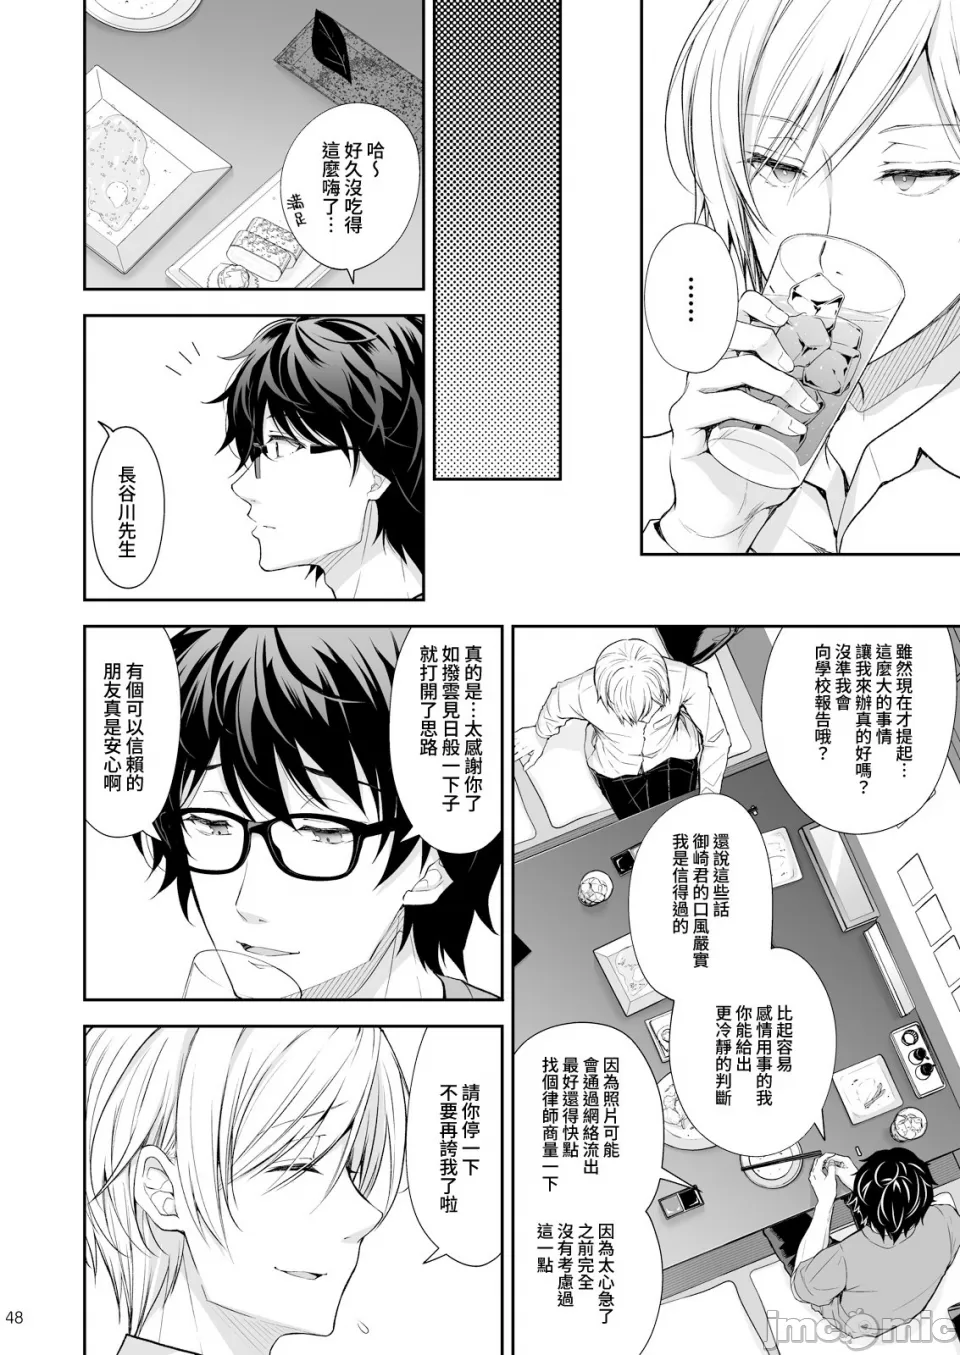 ……
哈～
好久沒吃得
這麼嗨了…
滿足
長谷川先生
雖然現在才提起…
這麼大的事情
讓我來辦真的好嗎？
沒準我會
向學校報告哦？
還說這些話
御崎君的口風嚴實
我是信得過的
比起容易
感情用事的我
你能給出
更冷靜的判斷
因為照片可能
會通過網絡流出
最好還得快點
找個律師商量一下
因為太心急了
之前完全
沒有考慮過
這一點
真的是…太感謝你了
如撥雲見日般一下子
就打開了思路
有個可以信賴的
朋友真是安心啊
請你停一下
不要再誇我了啦
48
jmcomic